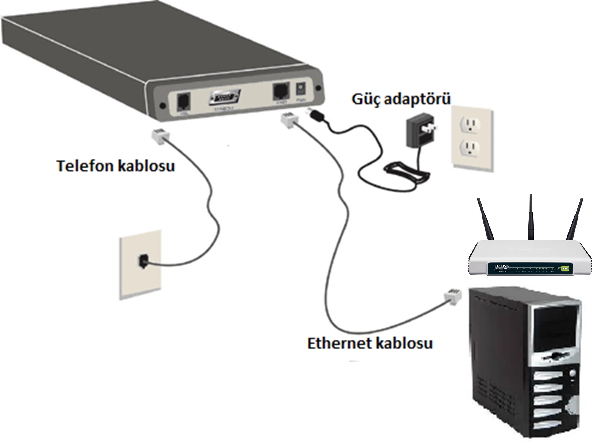 Güç adaptörü
Telefon kablosu
Ethernet kablosu